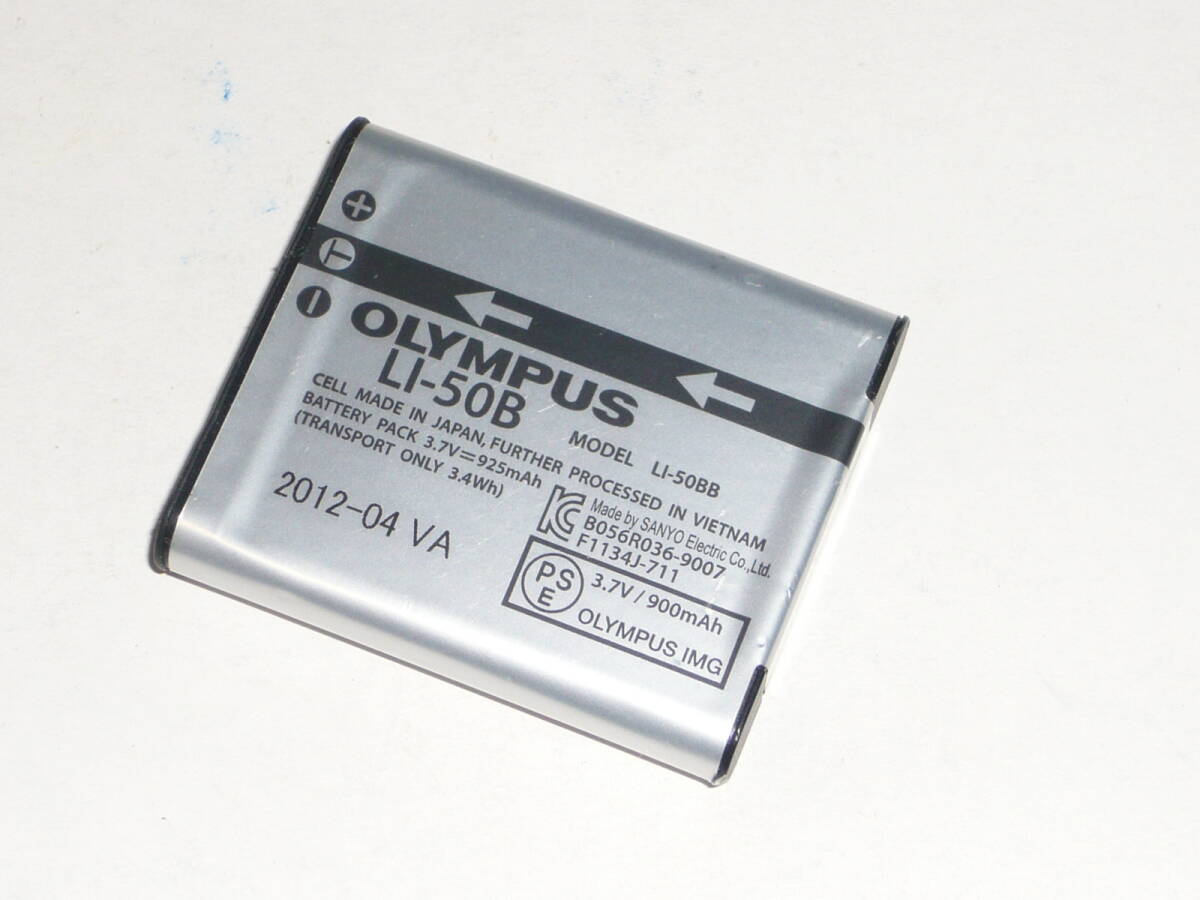 +
T
−
OLYMPUS
LI-50B
MODEL LI-50BB
CELL MADE IN JAPAN, FURTHER PROCESSED IN VIETNAM
BATTERY PACK 3.7V⎓925mAh
(TRANSPORT ONLY 3.4Wh)
2012-04 VA
Made by SANYO Electric Co.,Ltd.
B056R036-9007
F1134J-711
PSE
3.7V / 900mAh
OLYMPUS IMG